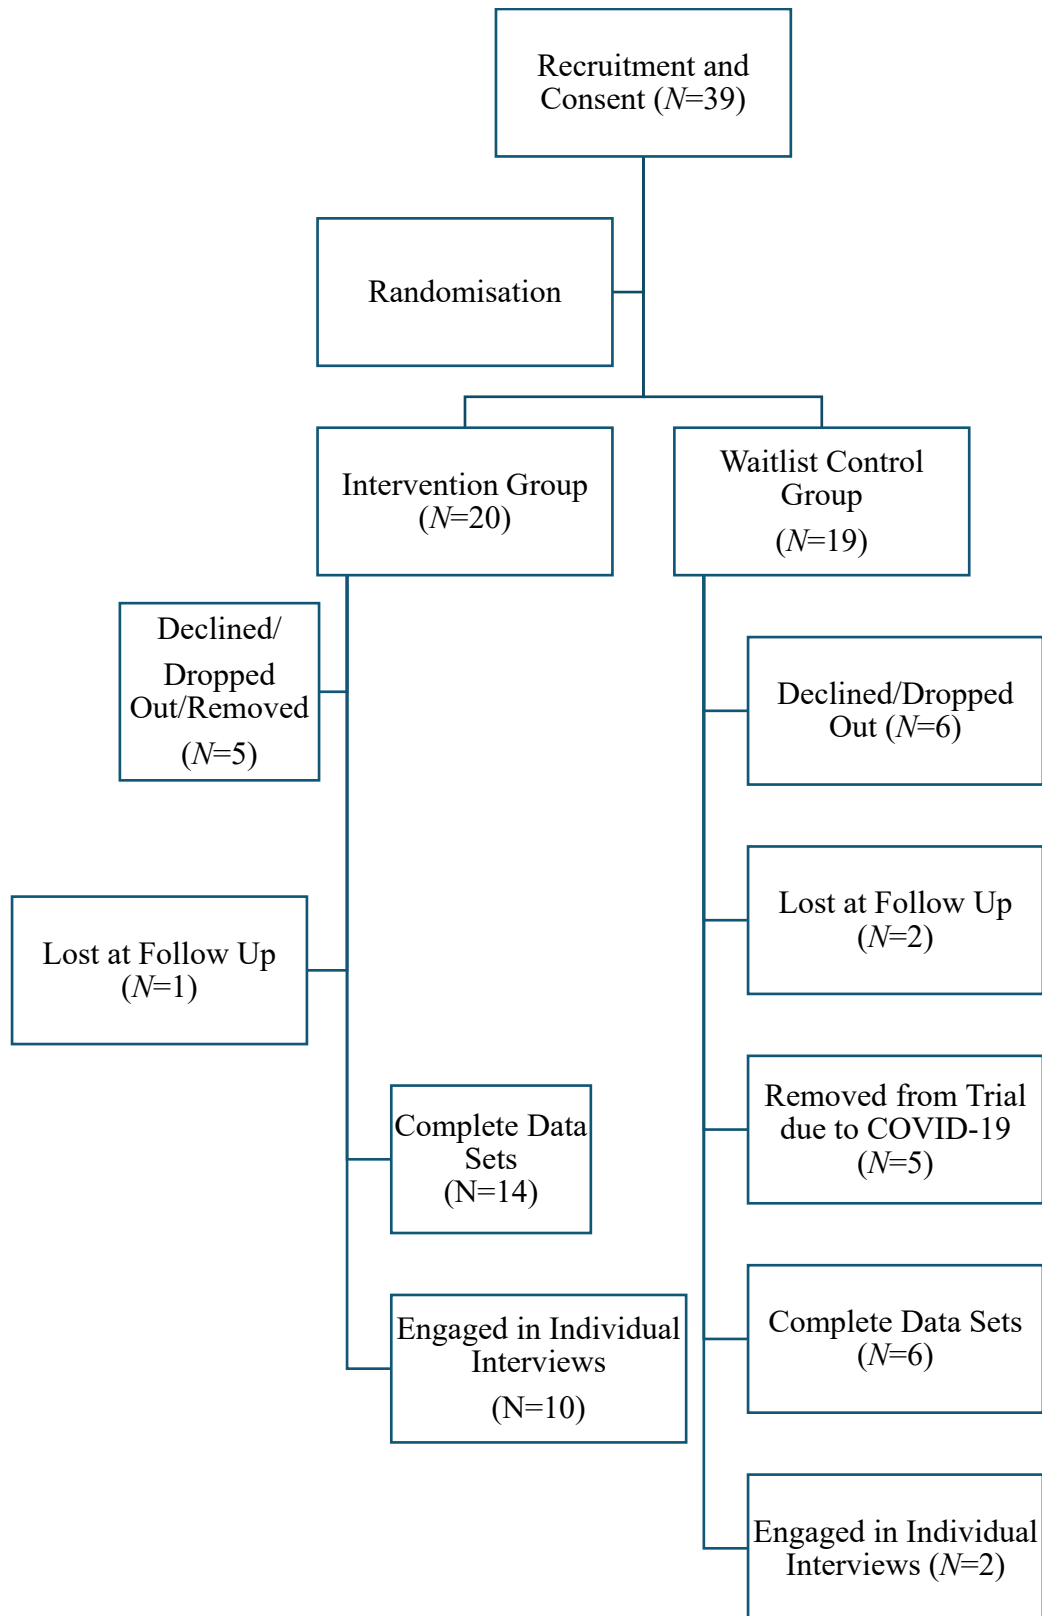 Recruitment and
Consent (N=39)
Randomisation
Intervention Group
(N=20)
Waitlist Control
Group
(N=19)
Declined/
Dropped
Out/Removed
(N=5)
Declined/Dropped
Out (N=6)
Lost at Follow Up
(N=1)
Lost at Follow Up
(N=2)
Removed from Trial
due to COVID-19
(N=5)
Complete Data
Sets
(N=14)
Complete Data Sets
(N=6)
Engaged in Individual
Interviews
(N=10)
Engaged in Individual
Interviews (N=2)